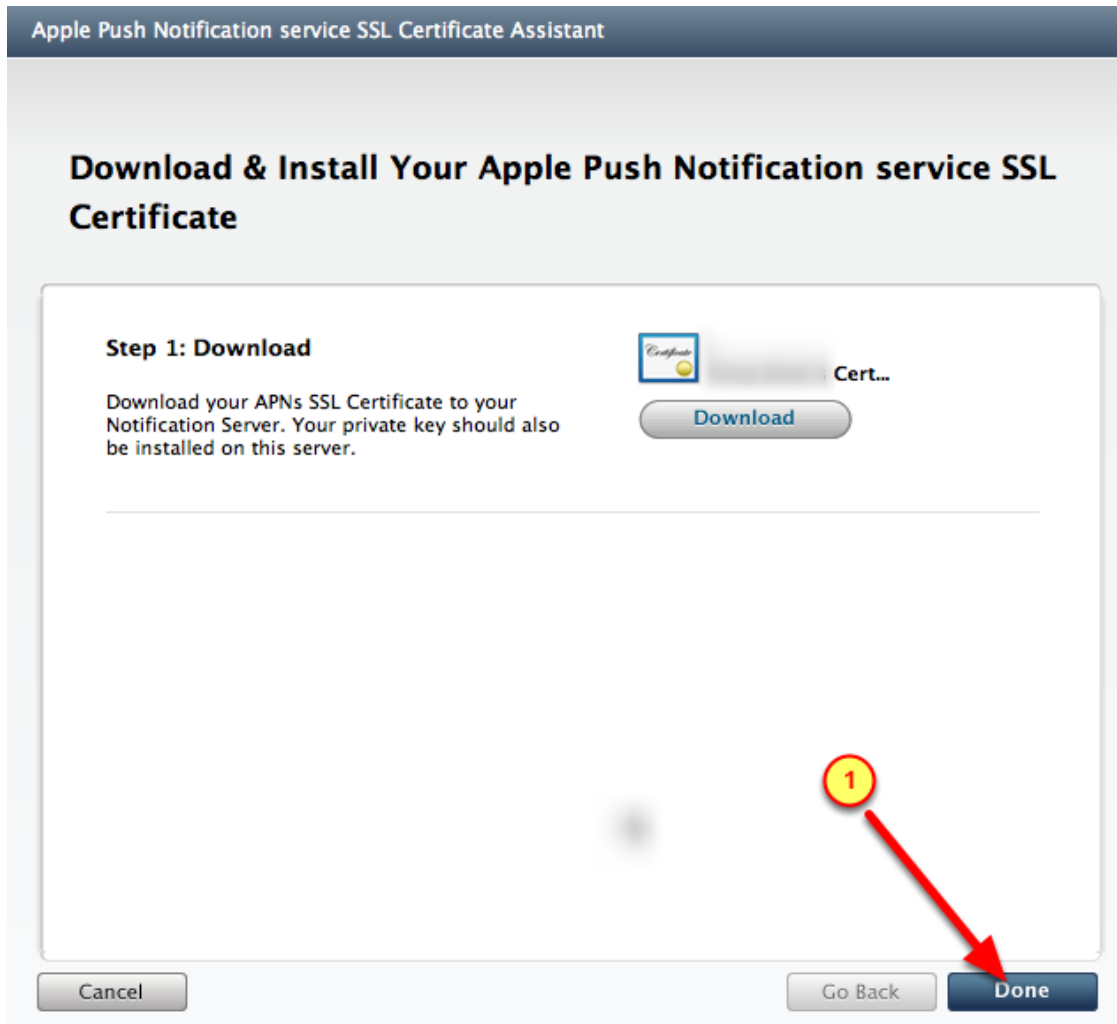 Apple Push Notification service SSL Certificate Assistant
Download & Install Your Apple Push Notification service SSL
Certificate
Step 1: Download
Certificate
Cert...
Download your APNs SSL Certificate to your
Notification Server. Your private key should also
be installed on this server.
Download
1
Cancel
Go Back
Done